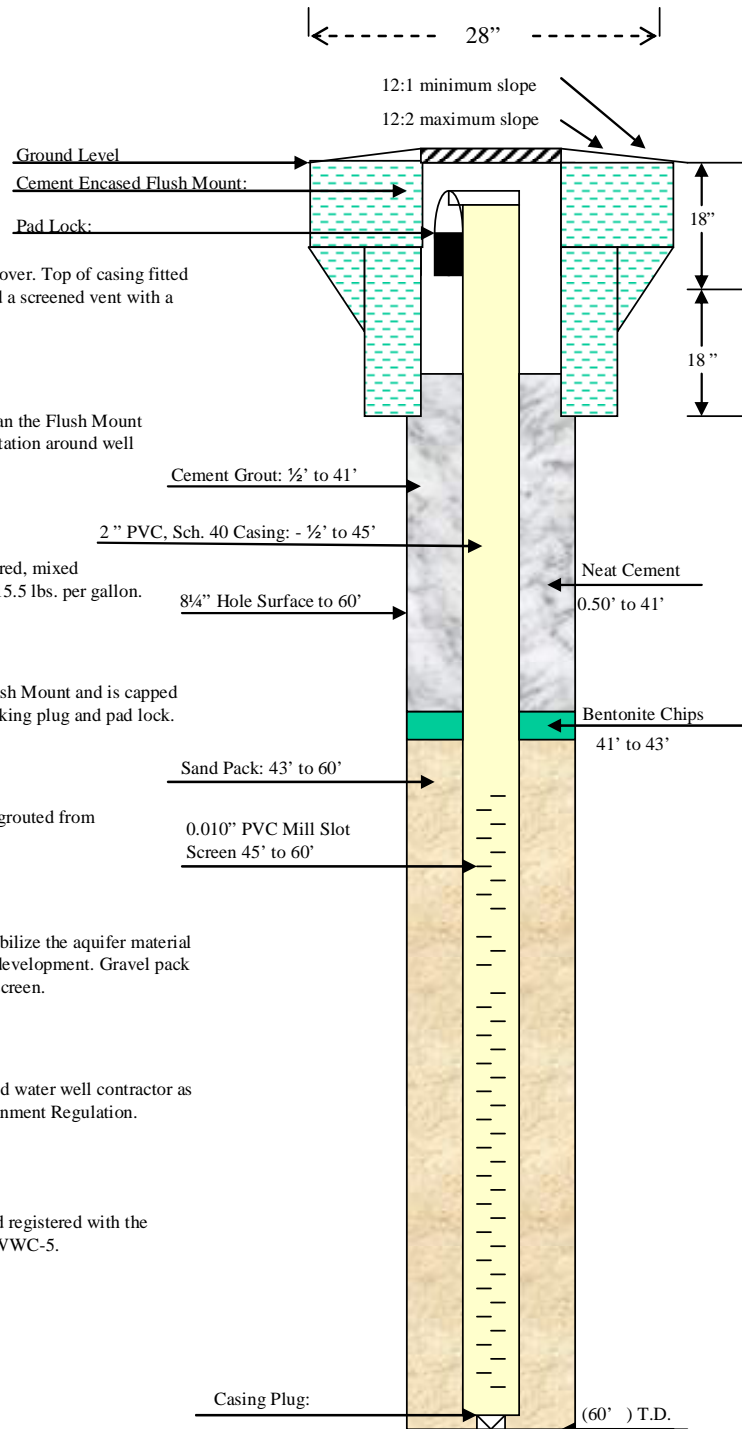 28”
12:1 minimum slope
12:2 maximum slope
Ground Level
Cement Encased Flush Mount:
Pad Lock:
18”
over. Top of casing fitted
d a screened vent with a
18 ”
an the Flush Mount
tation around well
Cement Grout: ½’ to 41’
2 ” PVC, Sch. 40 Casing: - ½’ to 45’
red, mixed
15.5 lbs. per gallon.
Neat Cement
0.50’ to 41’
8¼” Hole Surface to 60’
sh Mount and is capped
king plug and pad lock.
Bentonite Chips
41’ to 43’
Sand Pack: 43’ to 60’
grouted from
0.010” PVC Mill Slot
Screen 45’ to 60’
bilize the aquifer material
development. Gravel pack
screen.
d water well contractor as
nment Regulation.
d registered with the
WWC-5.
Casing Plug:
(60’ ) T.D.